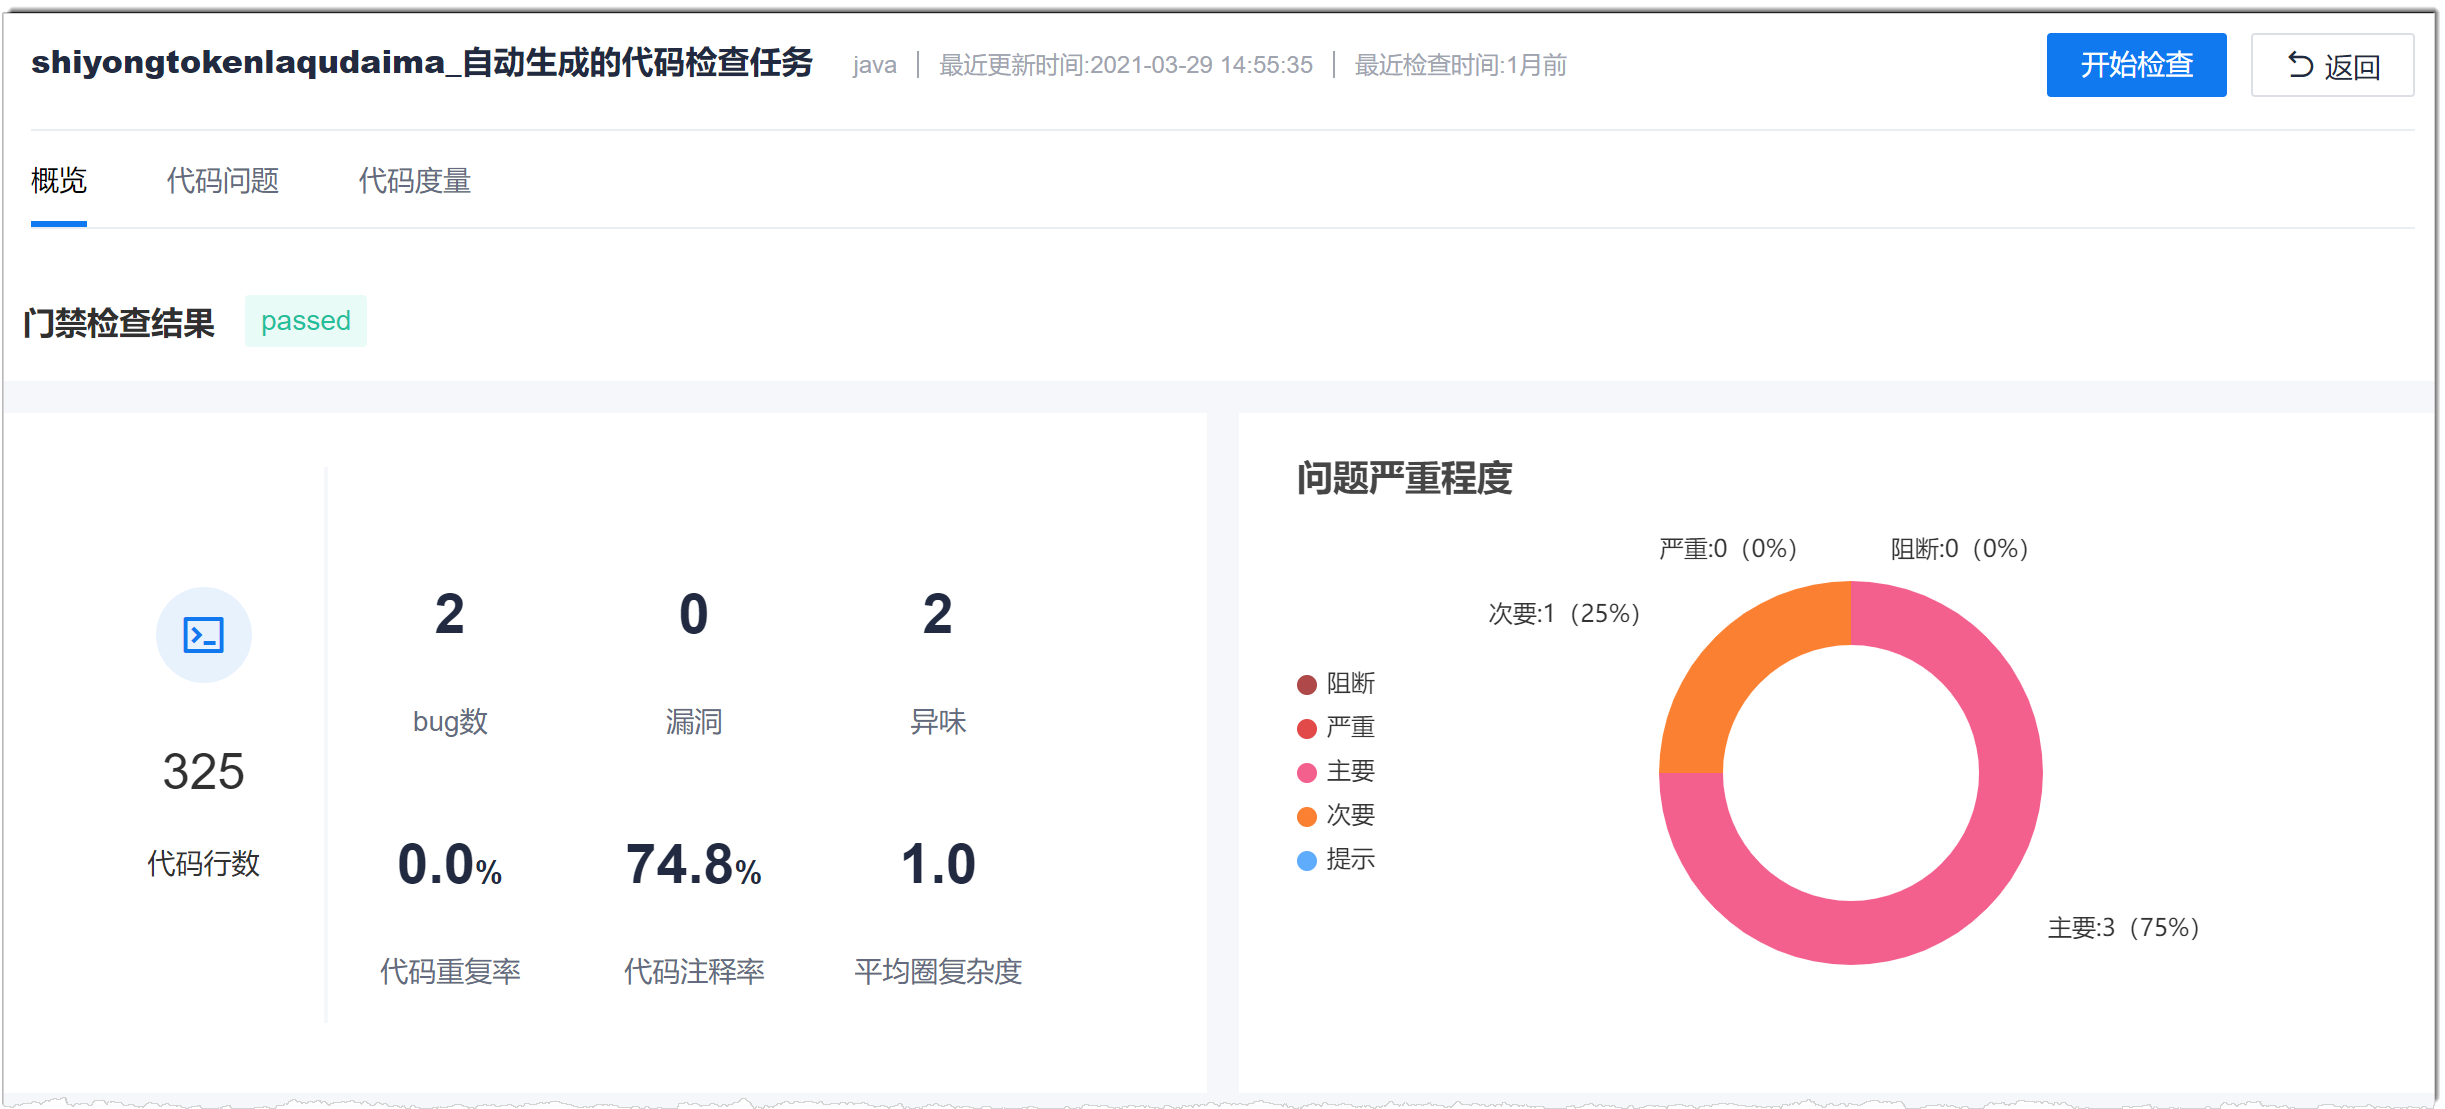 shiyongtokenlaqudaima_自动生成的代码检查任务 java 最近更新时间:2021-03-29 14:55:35 最近检查时间:1月前 开始检查 返回
概览 代码问题 代码度量
门禁检查结果 passed
325
代码行数
2 0 2
bug数 漏洞 异味
0.0% 74.8% 1.0
代码重复率 代码注释率 平均圈复杂度
问题严重程度
严重:0（0%） 阻断:0（0%）
次要:1（25%）
阻断
严重
主要
次要
提示
主要:3（75%）